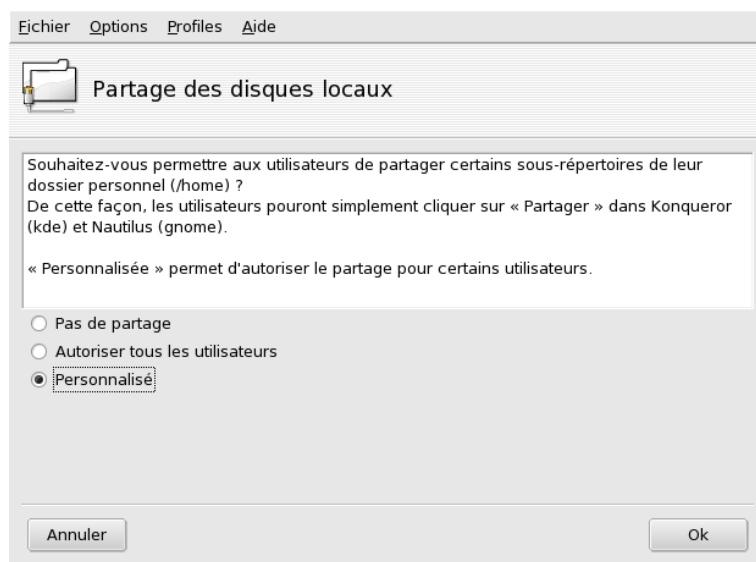 Fichier Options Profiles Aide
Partage des disques locaux
Souhaitez-vous permettre aux utilisateurs de partager certains sous-répertoires de leur
dossier personnel (/home) ?
De cette façon, les utilisateurs pouront simplement cliquer sur « Partager » dans Konqueror
(kde) et Nautilus (gnome).
« Personnalisée » permet d'autoriser le partage pour certains utilisateurs.
Pas de partage
Autoriser tous les utilisateurs
Personnalisé
Annuler Ok